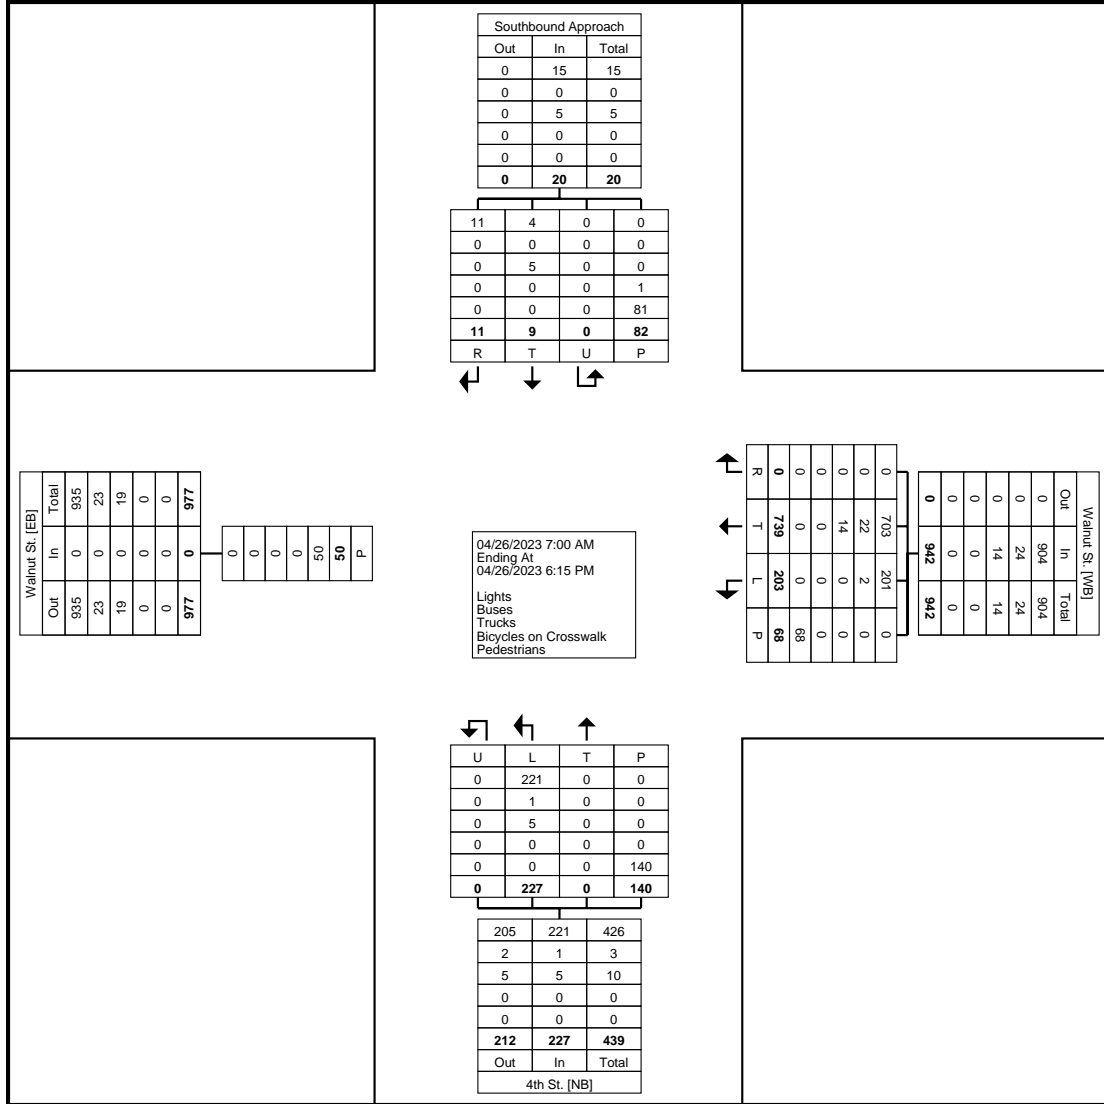 Southbound Approach
Out In Total
0 15 15
0 0 0
0 5 5
0 0 0
0 0 0
0 20 20
11 4 0 0
0 0 0 0
0 5 0 0
0 0 0 1
0 0 0 81
11 9 0 82
R T U P
Walnut St. [EB]
Total In Out
935 0 935
23 0 23
19 0 19
0 0 0
0 0 0
977 0 977
0
0
0
0
50
50
P
04/26/2023 7:00 AM
Ending At
04/26/2023 6:15 PM
Lights
Buses
Trucks
Bicycles on Crosswalk
Pedestrians
0 703 201 0
0 22 2 0
0 14 0 0
0 0 0 0
0 0 0 68
0 739 203 68
R T L P
Walnut St. [WB]
Out In Total
0 904 904
0 24 24
0 14 14
0 0 0
0 0 0
0 942 942
U L T P
0 221 0 0
0 1 0 0
0 5 0 0
0 0 0 0
0 0 0 140
0 227 0 140
205 221 426
2 1 3
5 5 10
0 0 0
0 0 0
212 227 439
Out In Total
4th St. [NB]